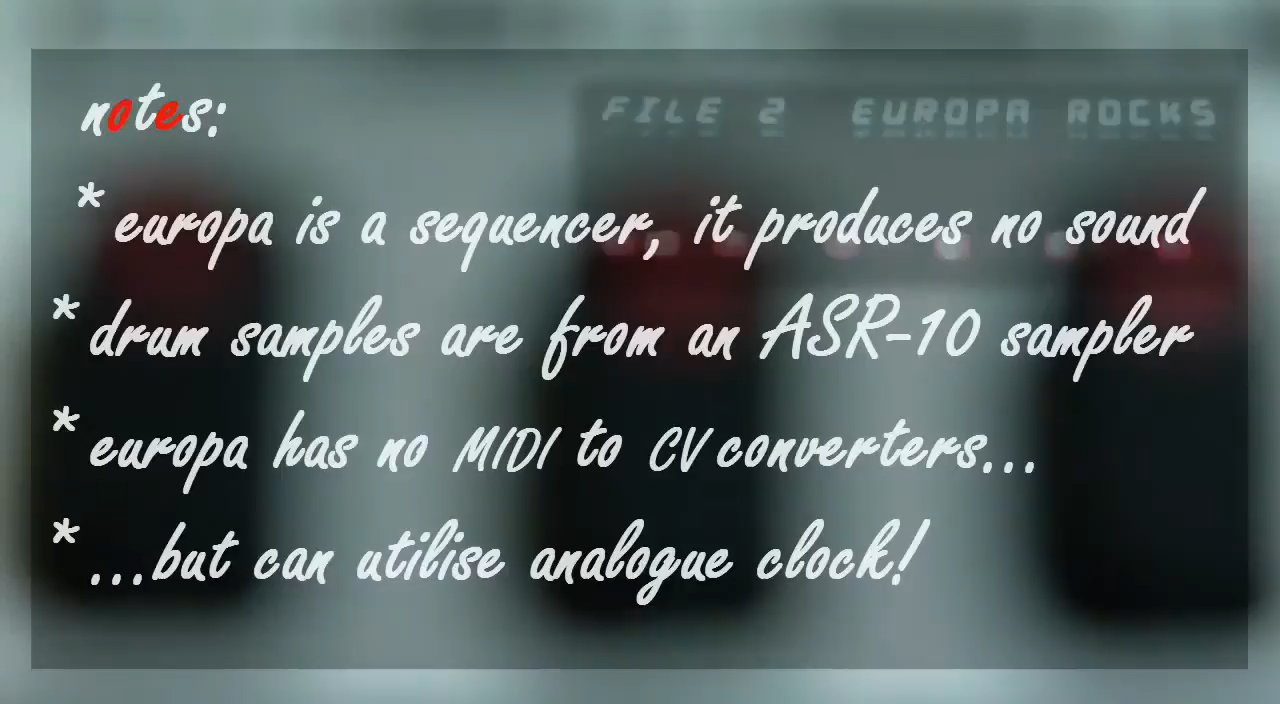 FILE 2 EUROPA ROCKS
notes:
* europa is a sequencer, it produces no sound
* drum samples are from an ASR-10 sampler
* europa has no MIDI to CV converters...
* ...but can utilise analogue clock!